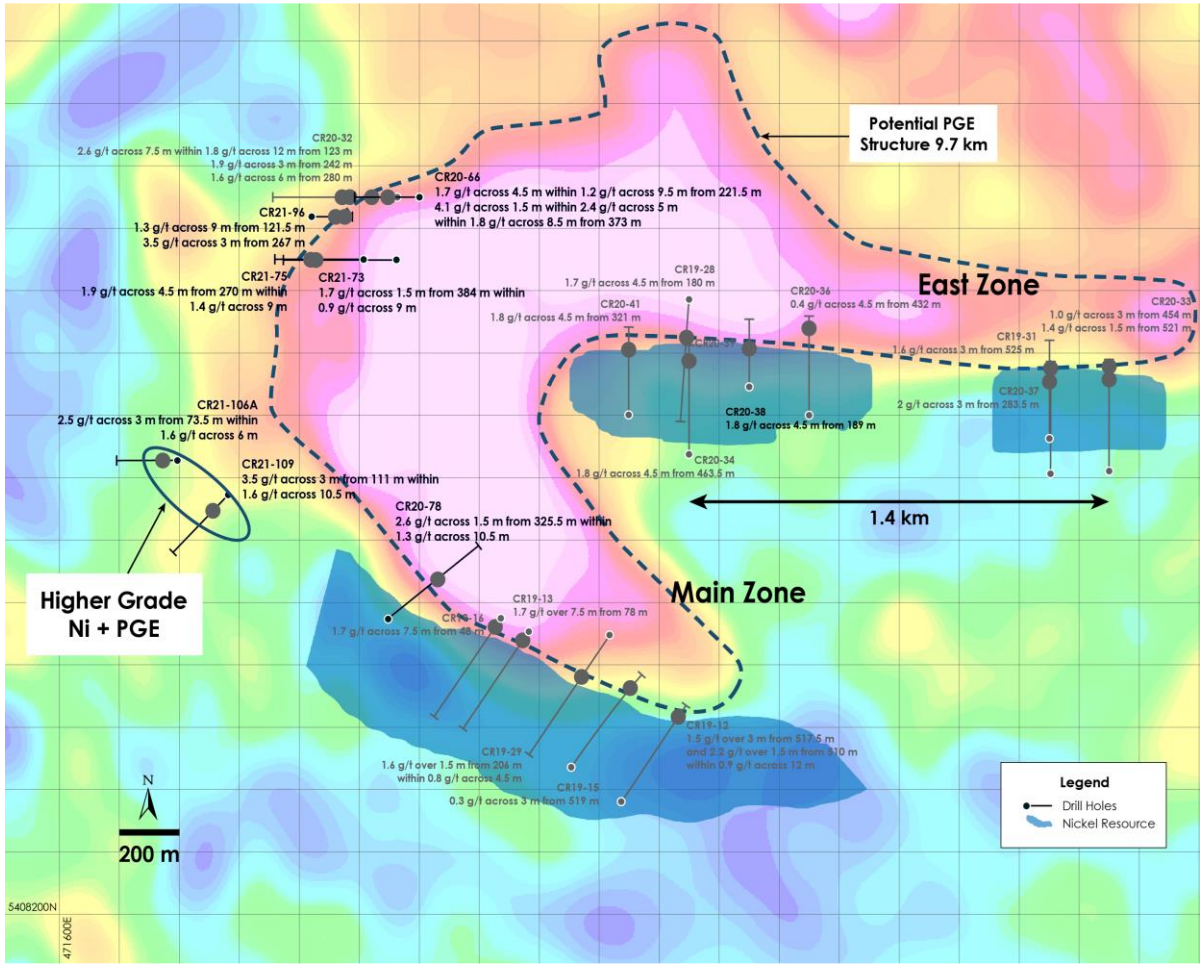 Potential PGE
Structure 9.7 km
CR20-32
2.6 g/t across 7.5 m within 1.8 g/t across 12 m from 123 m
1.9 g/t across 3 m from 242 m
1.6 g/t across 6 m from 280 m
CR20-66
1.7 g/t across 4.5 m within 1.2 g/t across 9.5 m from 221.5 m
4.1 g/t across 1.5 m within 2.4 g/t across 5 m
within 1.8 g/t across 8.5 m from 373 m
CR21-96
1.3 g/t across 9 m from 121.5 m
3.5 g/t across 3 m from 267 m
CR21-75
1.9 g/t across 4.5 m from 270 m within
1.4 g/t across 9 m
CR21-73
1.7 g/t across 1.5 m from 384 m within
0.9 g/t across 9 m
CR19-28
1.7 g/t across 4.5 m from 180 m
East Zone
CR20-41
1.8 g/t across 4.5 m from 321 m
CR20-36
0.4 g/t across 4.5 m from 432 m
CR20-33
1.0 g/t across 3 m from 454 m
1.4 g/t across 1.5 m from 521 m
CR19-31
1.6 g/t across 3 m from 525 m
CR20-37
2 g/t across 3 m from 283.5 m
CR20-38
1.8 g/t across 4.5 m from 189 m
CR20-34
1.8 g/t across 4.5 m from 463.5 m
1.4 km
CR21-106A
2.5 g/t across 3 m from 73.5 m within
1.6 g/t across 6 m
CR21-109
3.5 g/t across 3 m from 111 m within
1.6 g/t across 10.5 m
CR20-78
2.6 g/t across 1.5 m from 325.5 m within
1.3 g/t across 10.5 m
Higher Grade
Ni + PGE
Main Zone
CR19-13
1.7 g/t over 7.5 m from 78 m
CR19-16
1.7 g/t across 7.5 m from 48 m
CR19-12
1.5 g/t over 3 m from 517.5 m
and 2.2 g/t over 1.5 m from 510 m
within 0.9 g/t across 12 m
CR19-29
1.6 g/t over 1.5 m from 206 m
within 0.8 g/t across 4.5 m
CR19-15
0.3 g/t across 3 m from 519 m
N
200 m
Legend
Drill Holes
Nickel Resource
5408200N
471600E